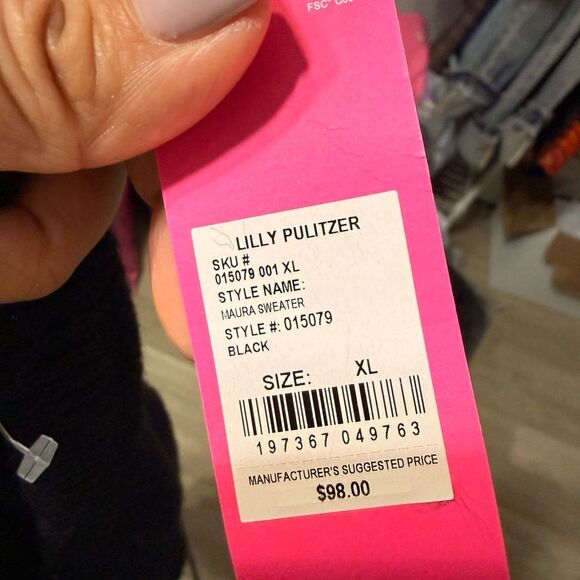 LILLY PULITZER
SKU #
015079 001 XL
STYLE NAME:
MAURA SWEATER
STYLE #: 015079
BLACK
SIZE: XL
197367 049763
MANUFACTURER'S SUGGESTED PRICE
$98.00